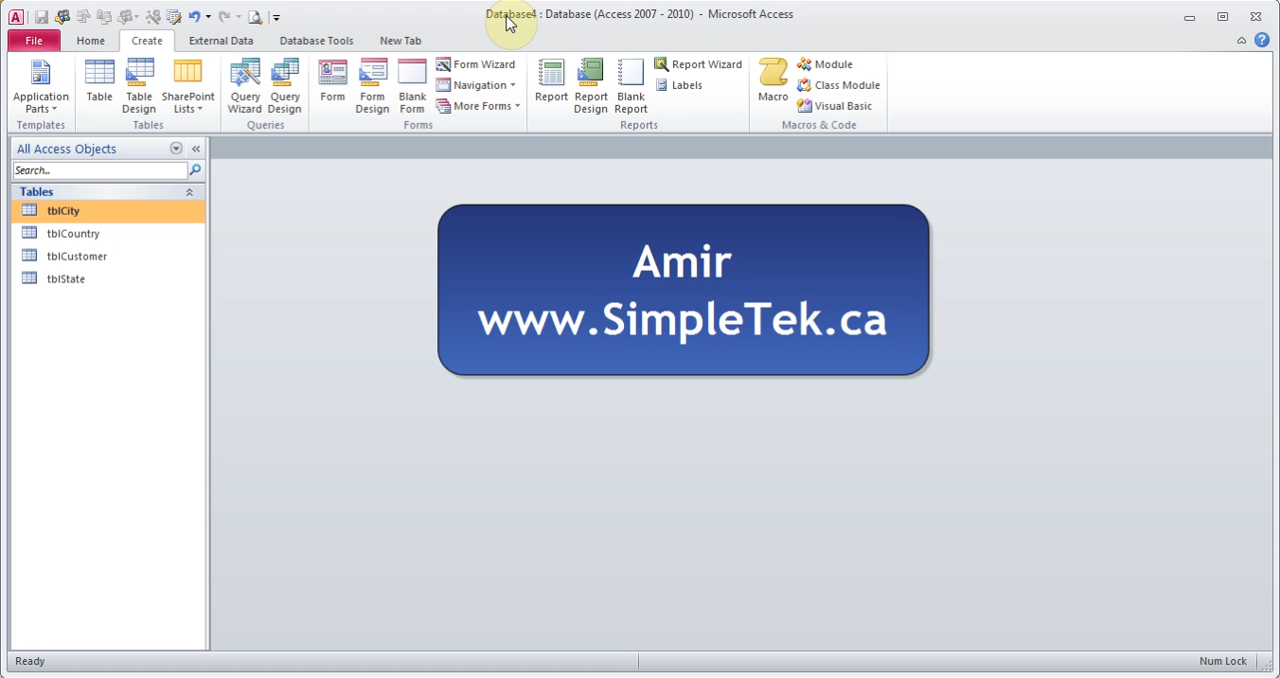 Database4 : Database (Access 2007 - 2010) - Microsoft Access
File Home Create External Data Database Tools New Tab
Application Parts
Table
Table Design
SharePoint Lists
Query Wizard
Query Design
Form
Form Design
Blank Form
Form Wizard
Navigation
More Forms
Report
Report Design
Blank Report
Report Wizard
Labels
Macro
Module
Class Module
Visual Basic
Templates Tables Queries Forms Reports Macros & Code
All Access Objects
Search...
Tables
tblCity
tblCountry
tblCustomer
tblState
Amir
www.SimpleTek.ca
Ready Num Lock